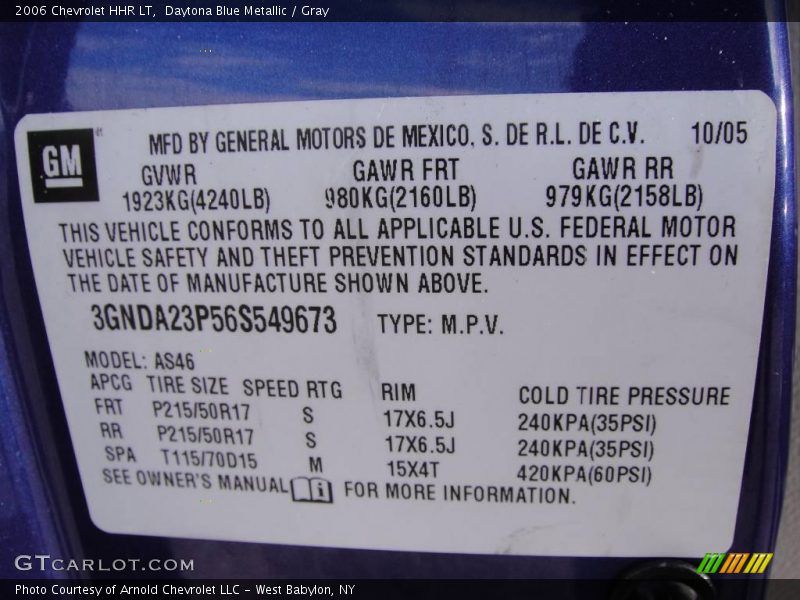 2006 Chevrolet HHR LT,  Daytona Blue Metallic / Gray
GM
MFD BY GENERAL MOTORS DE MEXICO, S. DE R.L. DE C.V. 10/05
GVWR GAWR FRT GAWR RR
1923KG(4240LB) 980KG(2160LB) 979KG(2158LB)
THIS VEHICLE CONFORMS TO ALL APPLICABLE U.S. FEDERAL MOTOR
VEHICLE SAFETY AND THEFT PREVENTION STANDARDS IN EFFECT ON
THE DATE OF MANUFACTURE SHOWN ABOVE.
3GNDA23P56S549673 TYPE: M.P.V.
MODEL: AS46
APCG TIRE SIZE SPEED RTG RIM COLD TIRE PRESSURE
FRT P215/50R17 S 17X6.5J 240KPA(35PSI)
RR P215/50R17 S 17X6.5J 240KPA(35PSI)
SPA T115/70D15 M 15X4T 420KPA(60PSI)
SEE OWNER'S MANUAL i FOR MORE INFORMATION.
GTCARLOT.COM
Photo Courtesy of Arnold Chevrolet LLC - West Babylon, NY